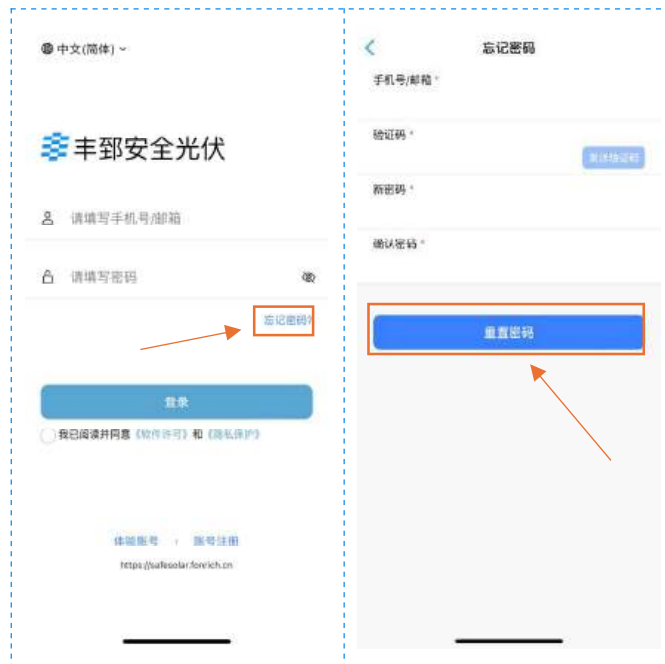 中文(简体)
丰郅安全光伏
请填写手机号/邮箱
请填写密码
忘记密码?
登录
我已阅读并同意《软件许可》和《隐私保护》
体验账号
账号注册
https://safesolar.fonrich.cn
忘记密码
手机号/邮箱 *
验证码 *
发送验证码
新密码 *
确认密码 *
重置密码